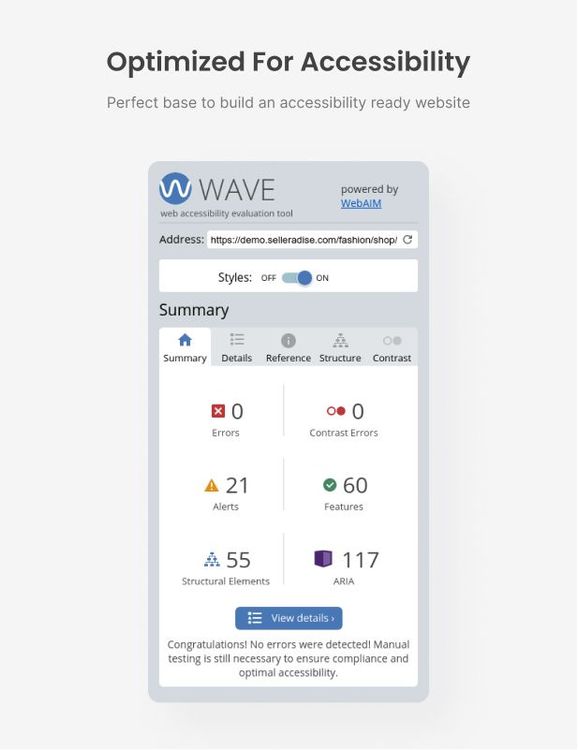 Optimized For Accessibility
Perfect base to build an accessibility ready website
WAVE
web accessibility evaluation tool
powered by
WebAIM
Address: https://demo.selleradise.com/fashion/shop/
Styles: OFF ON
Summary
Summary Details Reference Structure Contrast
0 0
Errors Contrast Errors
21 60
Alerts Features
55 117
Structural Elements ARIA
View details ›
Congratulations! No errors were detected! Manual
testing is still necessary to ensure compliance and
optimal accessibility.